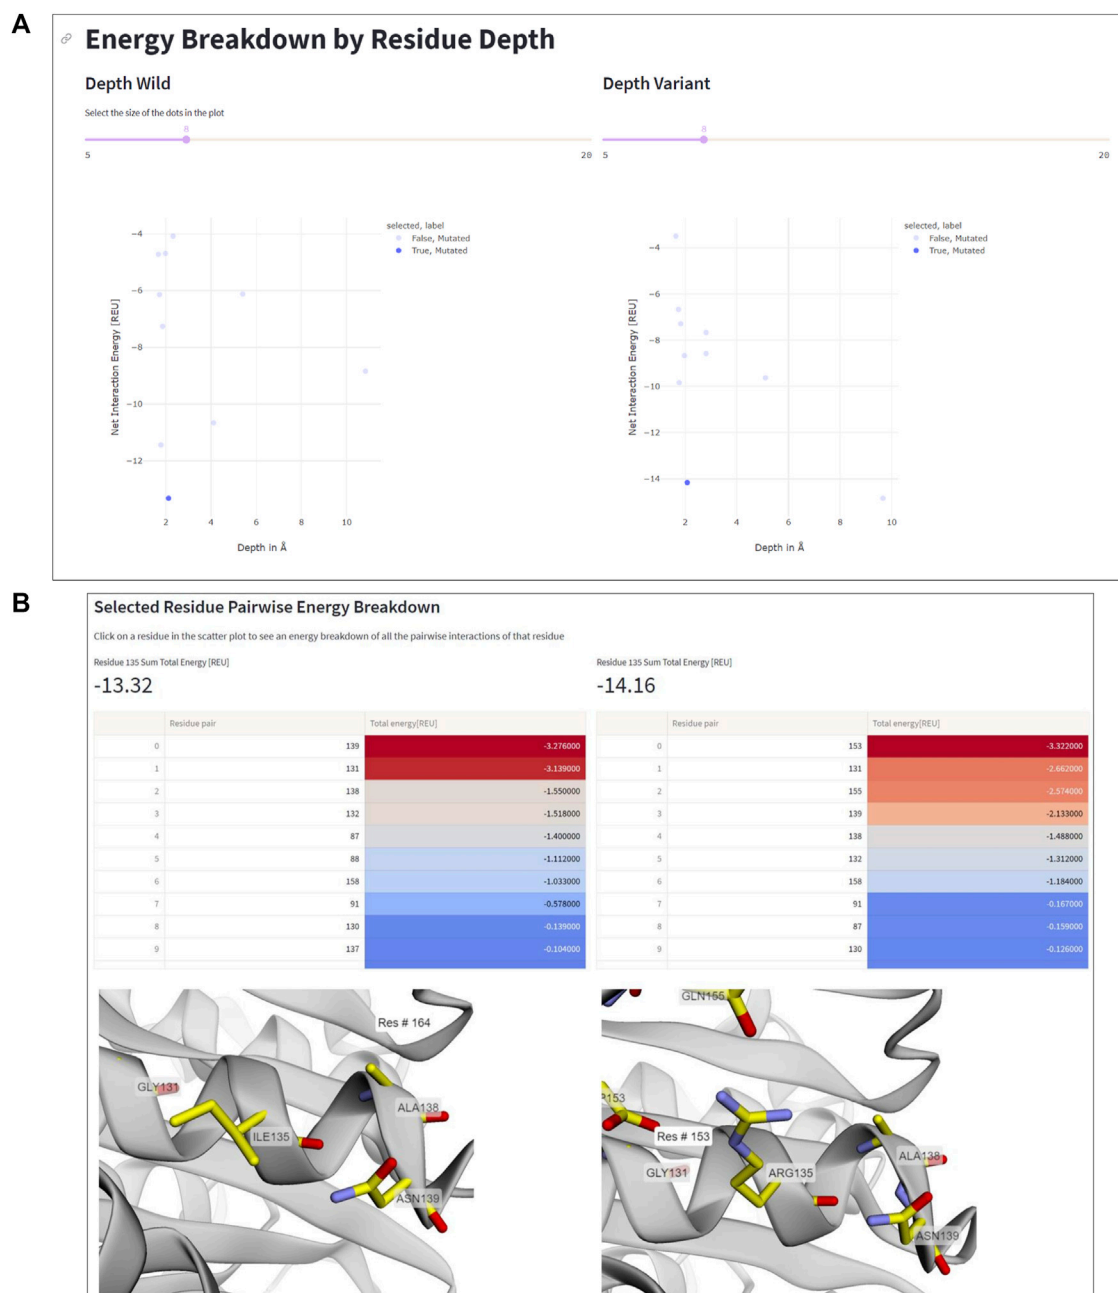 A
Energy Breakdown by Residue Depth
Depth Wild
Depth Variant
Select the size of the dots in the plot
8
8
5
20
5
20
selected, label
False, Mutated
True, Mutated
Net Interaction Energy [REU]
−4
−6
−8
−10
−12
2
4
6
8
10
Depth in Å
selected, label
False, Mutated
True, Mutated
Net Interaction Energy [REU]
−4
−6
−8
−10
−12
−14
2
4
6
8
10
Depth in Å
B
Selected Residue Pairwise Energy Breakdown
Click on a residue in the scatter plot to see an energy breakdown of all the pairwise interactions of that residue
Residue 135 Sum Total Energy [REU]
-13.32
Residue pair Total energy[REU]
0 139 -3.276000
1 131 -3.139000
2 138 -1.550000
3 132 -1.518000
4 87 -1.400000
5 88 -1.112000
6 158 -1.033000
7 91 -0.578000
8 130 -0.139000
9 137 -0.104000
Residue 135 Sum Total Energy [REU]
-14.16
Residue pair Total energy[REU]
0 153 -3.322000
1 131 -2.662000
2 155 -2.574000
3 139 -2.133000
4 138 -1.488000
5 132 -1.312000
6 158 -1.184000
7 91 -0.167000
8 87 -0.159000
9 130 -0.126000
Res # 164
GLY131
ALA138
ILE135
ASN139
GLN155
P153
Res # 153
ALA138
GLY131
ARG135
ASN139